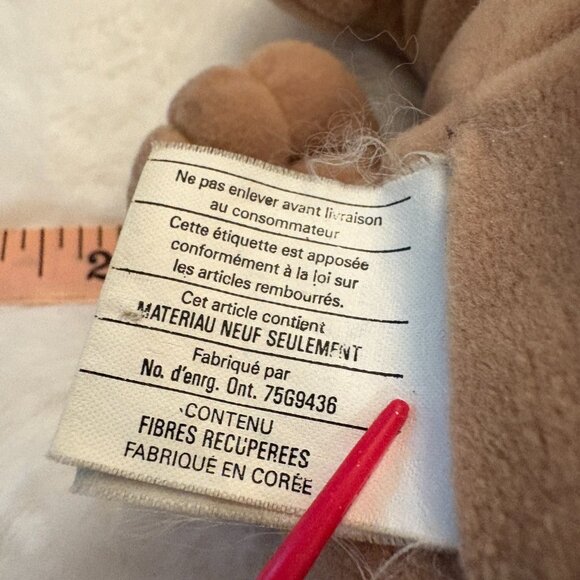 Ne pas enlever avant livraison
au consommateur
Cette étiquette est apposée
conformément à la loi sur
les articles rembourrés.
Cet article contient
MATERIAU NEUF SEULEMENT
Fabriqué par
No. d'enrg. Ont. 75G9436
CONTENU
FIBRES RECUPEREES
FABRIQUÉ EN CORÉE
2